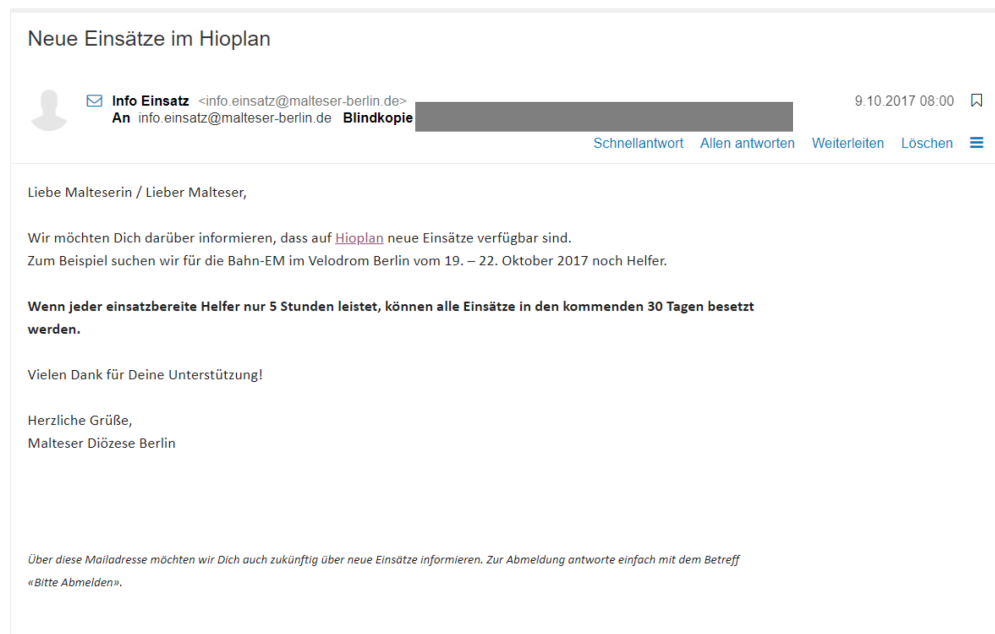 Neue Einsätze im Hioplan
Info Einsatz <info.einsatz@malteser-berlin.de> 9.10.2017 08:00
An info.einsatz@malteser-berlin.de Blindkopie
Schnellantwort Allen antworten Weiterleiten Löschen
Liebe Malteserin / Lieber Malteser,
Wir möchten Dich darüber informieren, dass auf Hioplan neue Einsätze verfügbar sind.
Zum Beispiel suchen wir für die Bahn-EM im Velodrom Berlin vom 19. – 22. Oktober 2017 noch Helfer.
Wenn jeder einsatzbereite Helfer nur 5 Stunden leistet, können alle Einsätze in den kommenden 30 Tagen besetzt
werden.
Vielen Dank für Deine Unterstützung!
Herzliche Grüße,
Malteser Diözese Berlin
Über diese Mailadresse möchten wir Dich auch zukünftig über neue Einsätze informieren. Zur Abmeldung antworte einfach mit dem Betreff
«Bitte Abmelden».